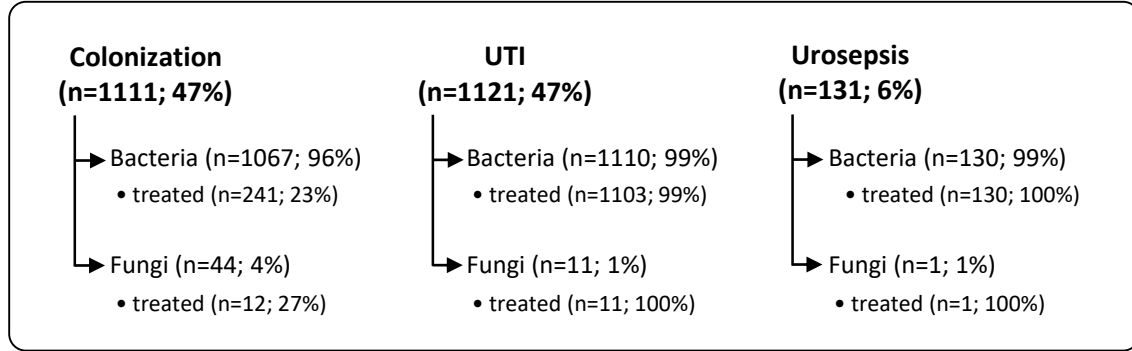 Colonization
(n=1111; 47%)
Bacteria (n=1067; 96%)
• treated (n=241; 23%)
Fungi (n=44; 4%)
• treated (n=12; 27%)
UTI
(n=1121; 47%)
Bacteria (n=1110; 99%)
• treated (n=1103; 99%)
Fungi (n=11; 1%)
• treated (n=11; 100%)
Urosepsis
(n=131; 6%)
Bacteria (n=130; 99%)
• treated (n=130; 100%)
Fungi (n=1; 1%)
• treated (n=1; 100%)